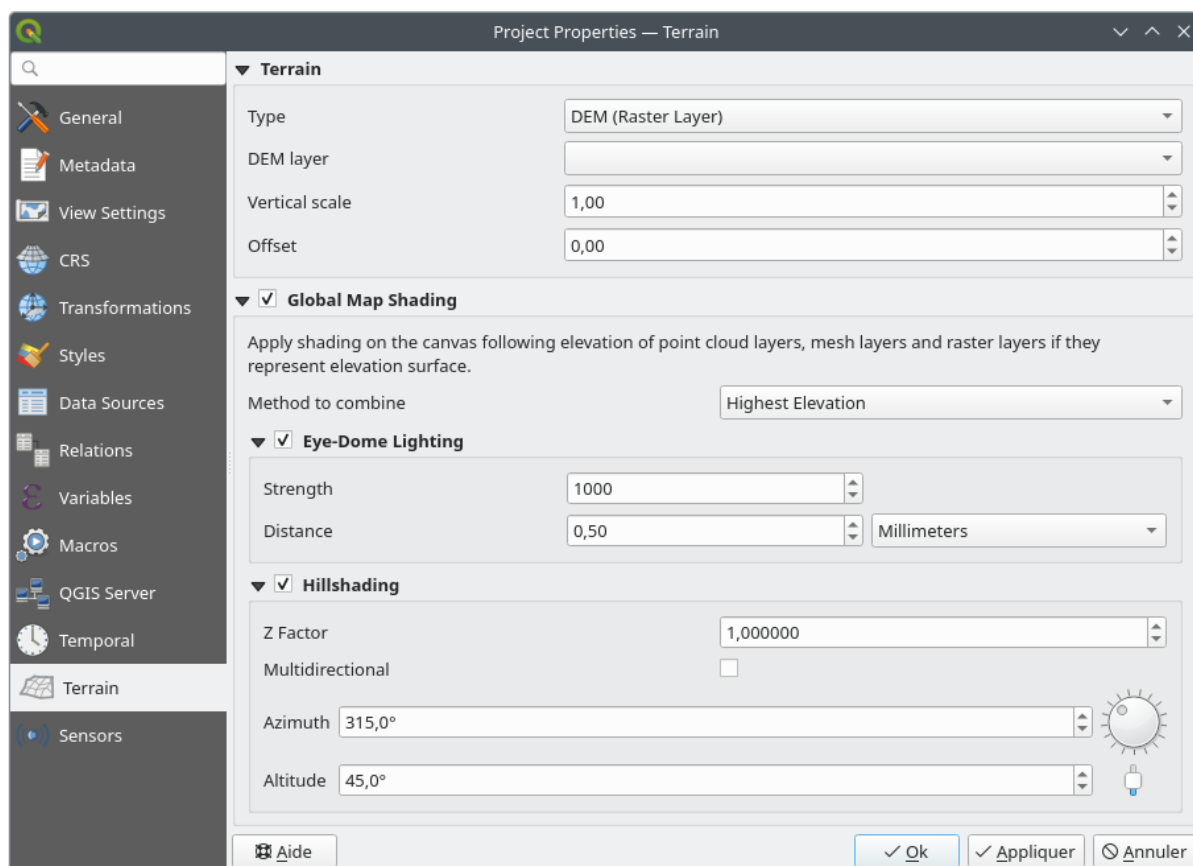 Project Properties — Terrain
General
Metadata
View Settings
CRS
Transformations
Styles
Data Sources
Relations
Variables
Macros
QGIS Server
Temporal
Terrain
Sensors
Terrain
Type DEM (Raster Layer)
DEM layer
Vertical scale 1,00
Offset 0,00
Global Map Shading
Apply shading on the canvas following elevation of point cloud layers, mesh layers and raster layers if they
represent elevation surface.
Method to combine Highest Elevation
Eye-Dome Lighting
Strength 1000
Distance 0,50 Millimeters
Hillshading
Z Factor 1,000000
Multidirectional
Azimuth 315,0°
Altitude 45,0°
Aide Ok Appliquer Annuler